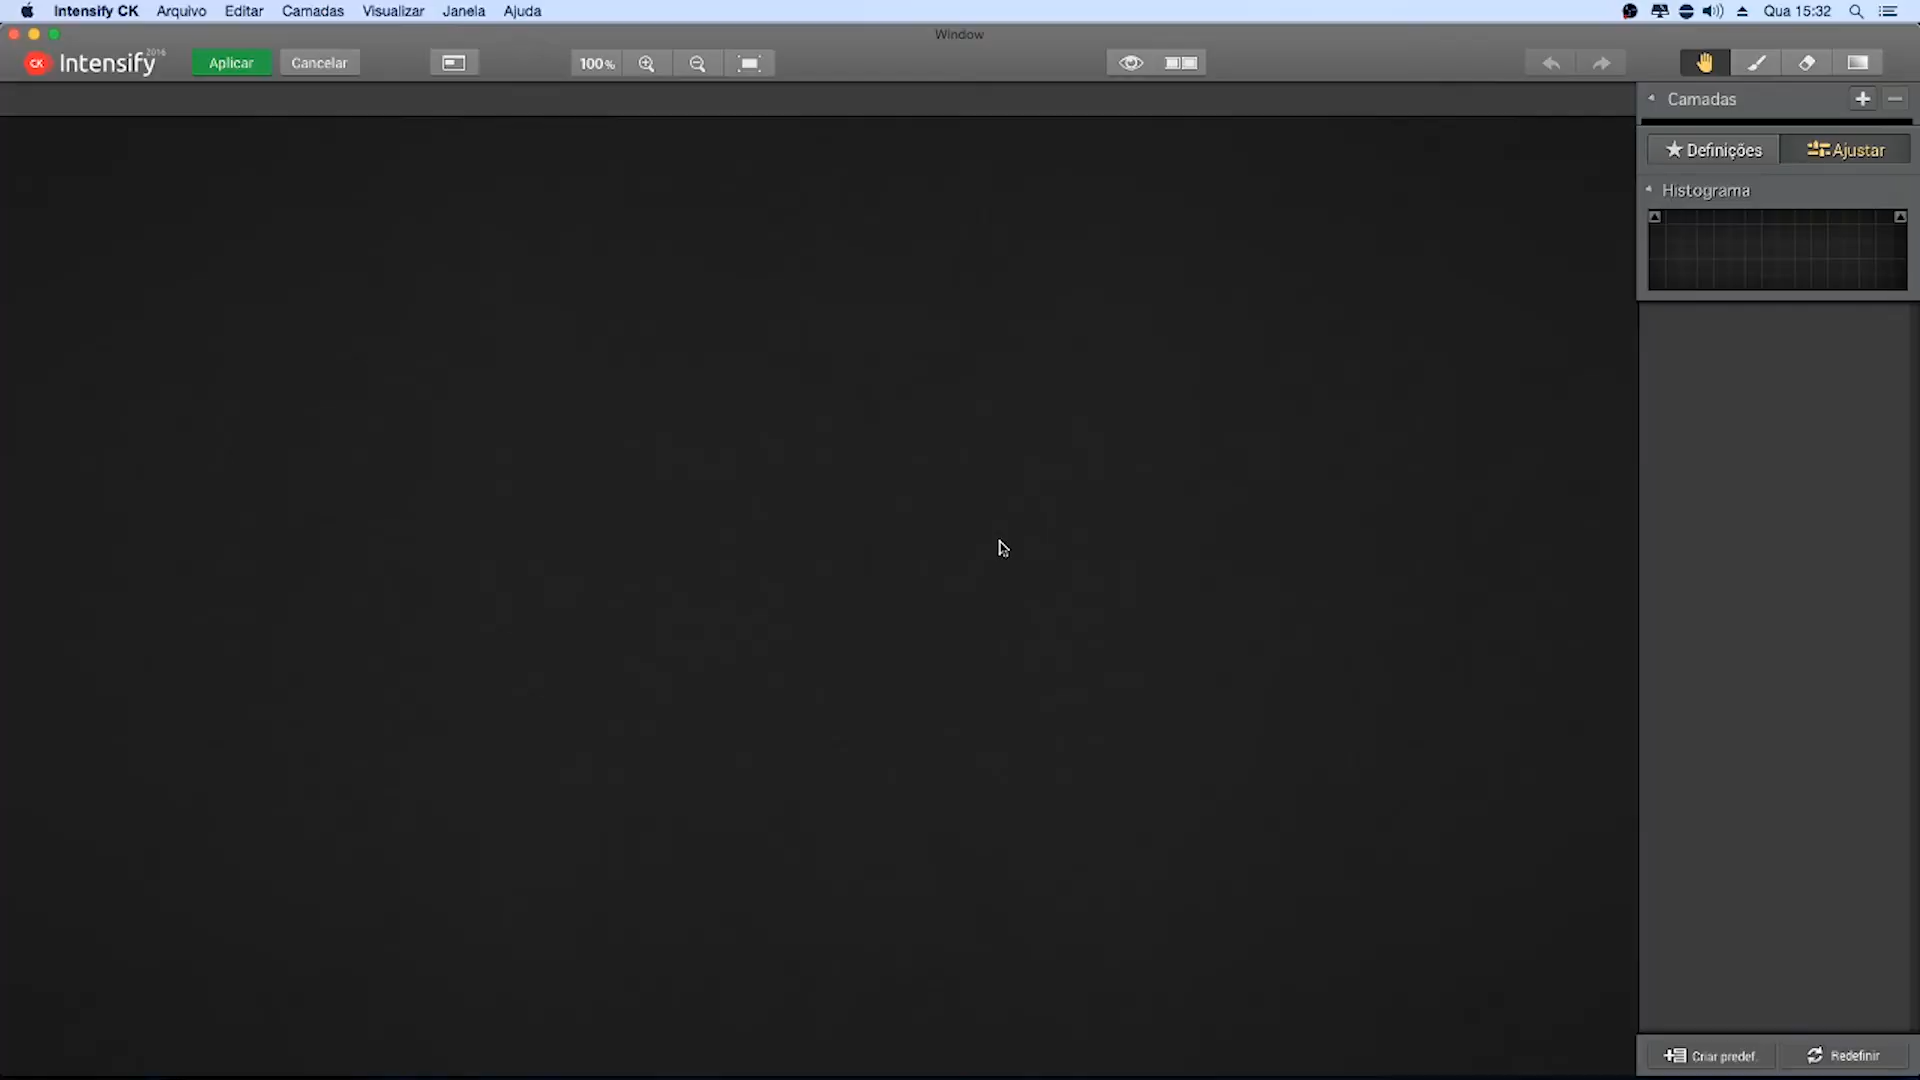 Intensify CK Arquivo Editar Camadas Visualizar Janela Ajuda Qua 15:32
Window
CK Intensify 2016 Aplicar Cancelar 100%
Camadas
Definições Ajustar
Histograma
Criar predef. Redefinir